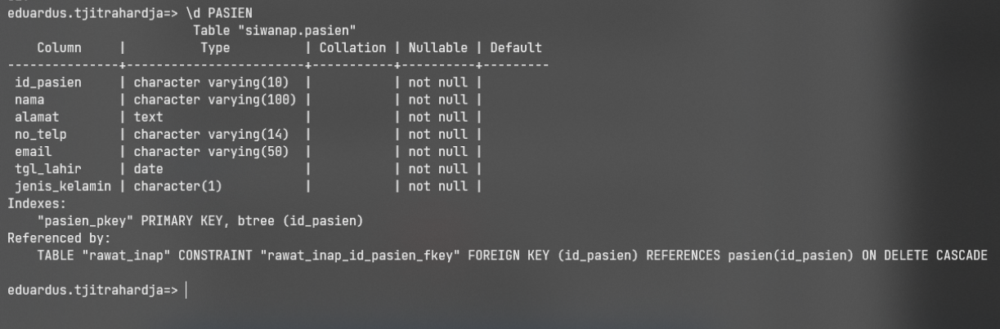 eduardus.tjitrahardja=> \d PASIEN
                        Table "siwanap.pasien"
    Column     |          Type          | Collation | Nullable | Default
---------------+------------------------+-----------+----------+---------
 id_pasien     | character varying(10)  |           | not null |
 nama          | character varying(100) |           | not null |
 alamat        | text                   |           | not null |
 no_telp       | character varying(14)  |           | not null |
 email         | character varying(50)  |           | not null |
 tgl_lahir     | date                   |           | not null |
 jenis_kelamin | character(1)           |           | not null |
Indexes:
    "pasien_pkey" PRIMARY KEY, btree (id_pasien)
Referenced by:
    TABLE "rawat_inap" CONSTRAINT "rawat_inap_id_pasien_fkey" FOREIGN KEY (id_pasien) REFERENCES pasien(id_pasien) ON DELETE CASCADE
eduardus.tjitrahardja=>